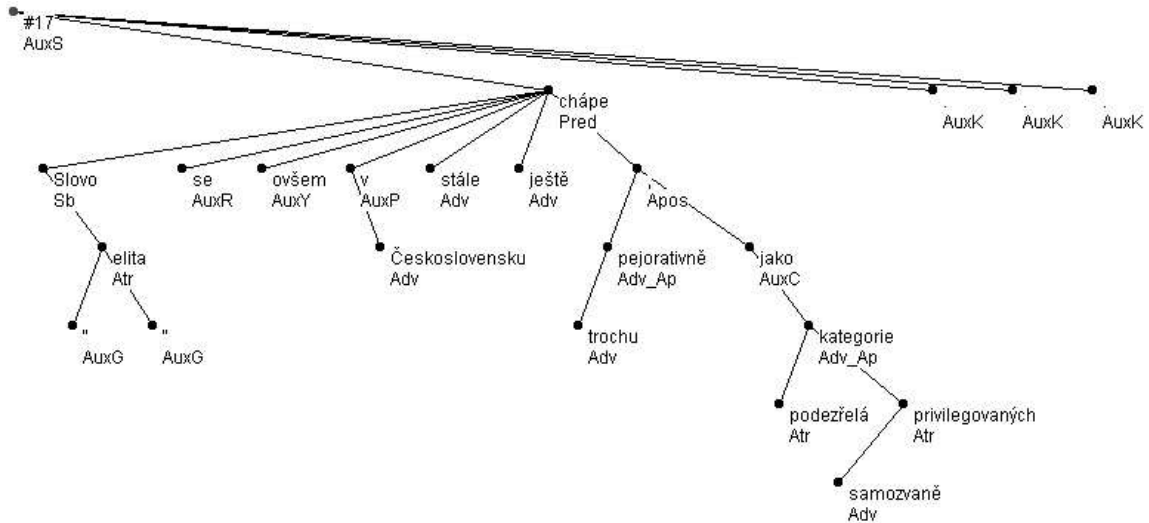 #17
AuxS
chápe
Pred
.
AuxK
.
AuxK
.
AuxK
Slovo
Sb
se
AuxR
ovšem
AuxY
v
AuxP
stále
Adv
ještě
Adv
,
Apos
elita
Atr
Československu
Adv
pejorativně
Adv_Ap
jako
AuxC
"
AuxG
"
AuxG
trochu
Adv
kategorie
Adv_Ap
podezřelá
Atr
privilegovaných
Atr
samozvaně
Adv